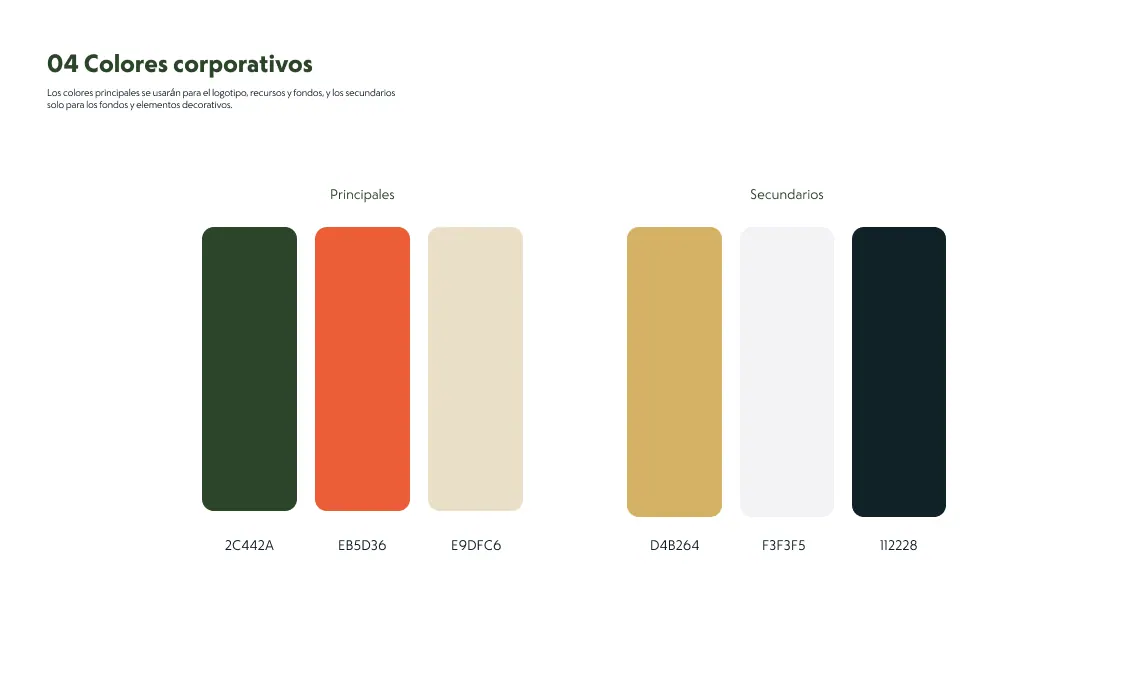 04 Colores corporativos
Los colores principales se usarán para el logotipo, recursos y fondos, y los secundarios
solo para los fondos y elementos decorativos.
Principales
Secundarios
2C442A
EB5D36
E9DFC6
D4B264
F3F3F5
112228